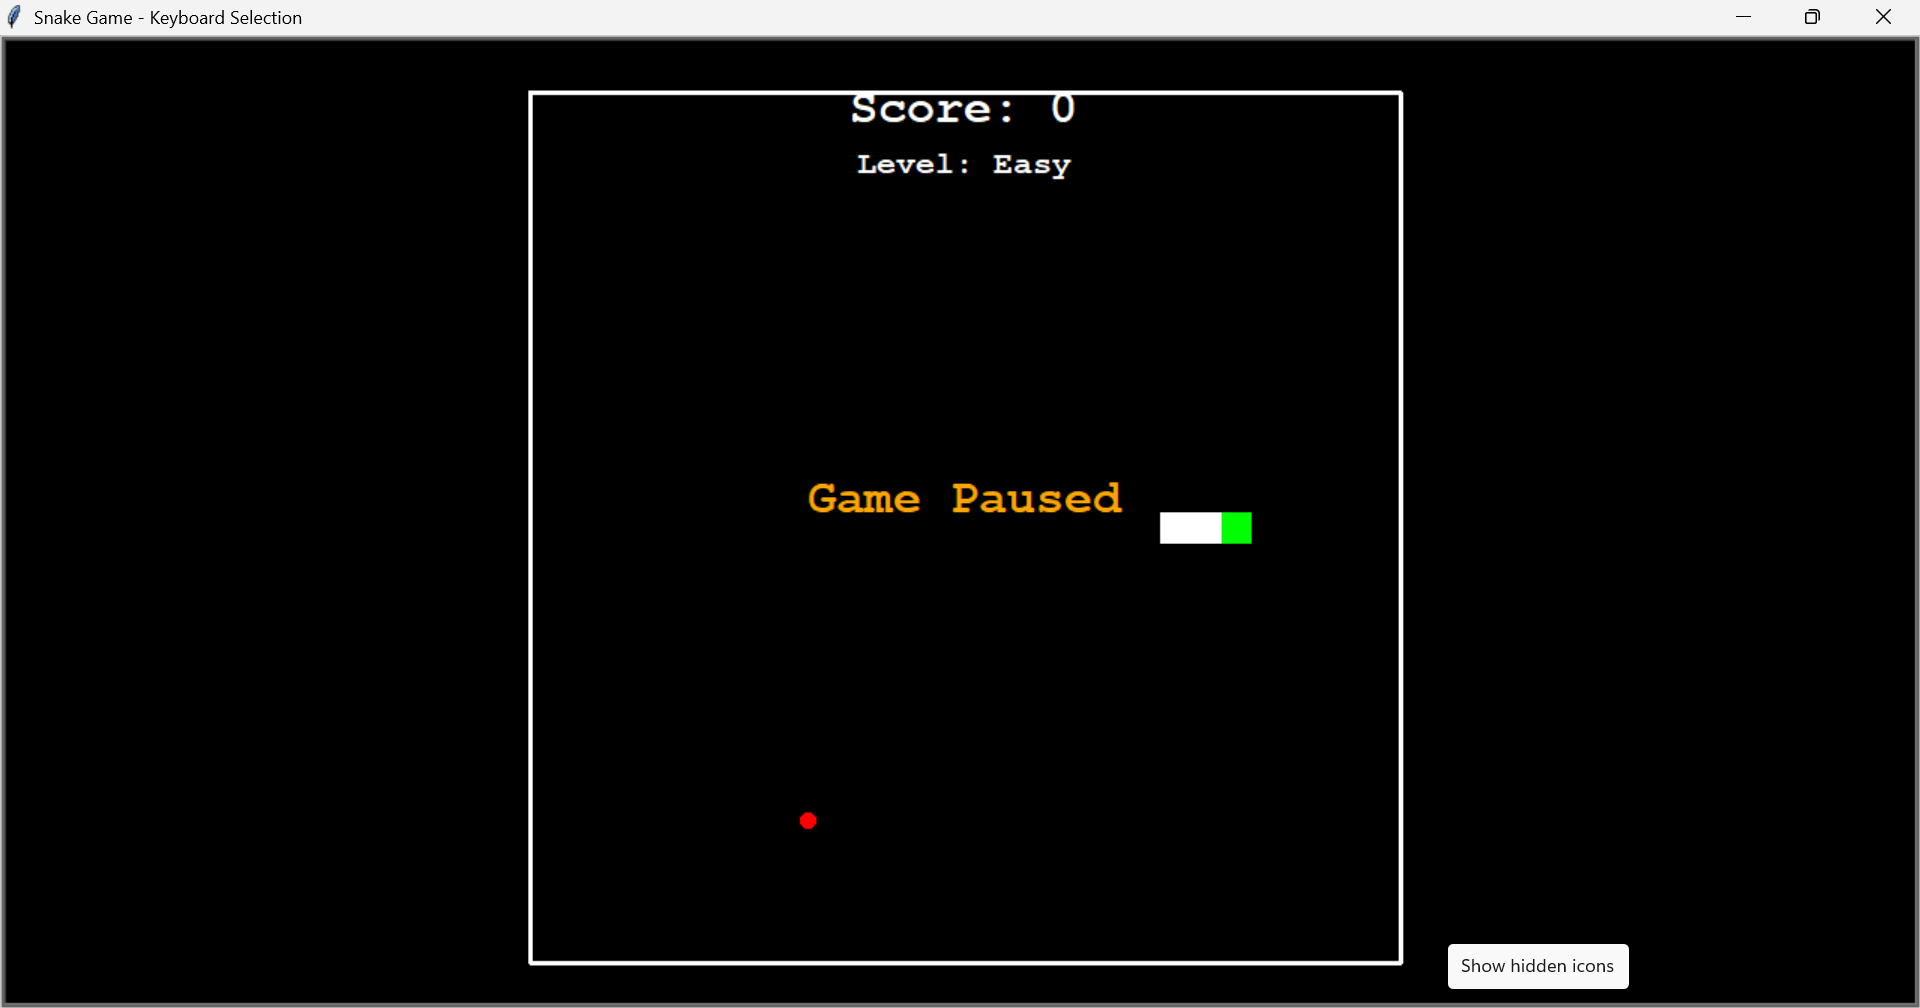 Snake Game - Keyboard Selection
Score: 0
Level: Easy
Game Paused
Show hidden icons